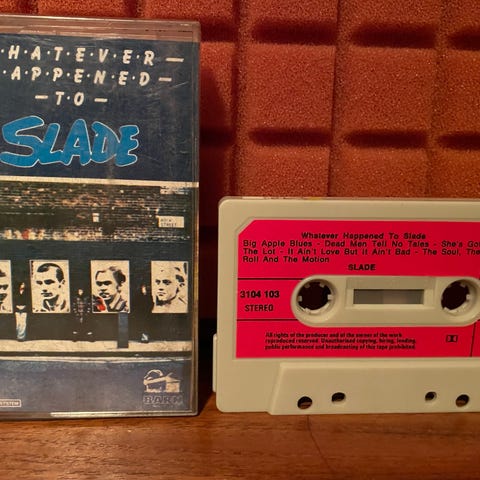 HATEVER—
APPENED—
—TO—
SLADE
BARN
SYSTEM
Whatever Happened To Slade
Big Apple Blues - Dead Men Tell No Tales - She's Got
The Lot - It Ain't Love But It Ain't Bad - The Soul, The
Roll And The Motion
SLADE
3104 103
STEREO
All rights of the producer and of the owner of the work
reproduced reserved. Unauthorised copying, hiring, lending,
public performance and broadcasting of this tape prohibited.